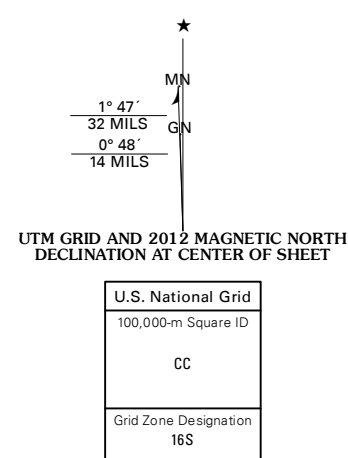 ★
MN
1° 47´
32 MILS
GN
0° 48´
14 MILS
UTM GRID AND 2012 MAGNETIC NORTH
DECLINATION AT CENTER OF SHEET
U.S. National Grid
100,000-m Square ID
CC
Grid Zone Designation
16S